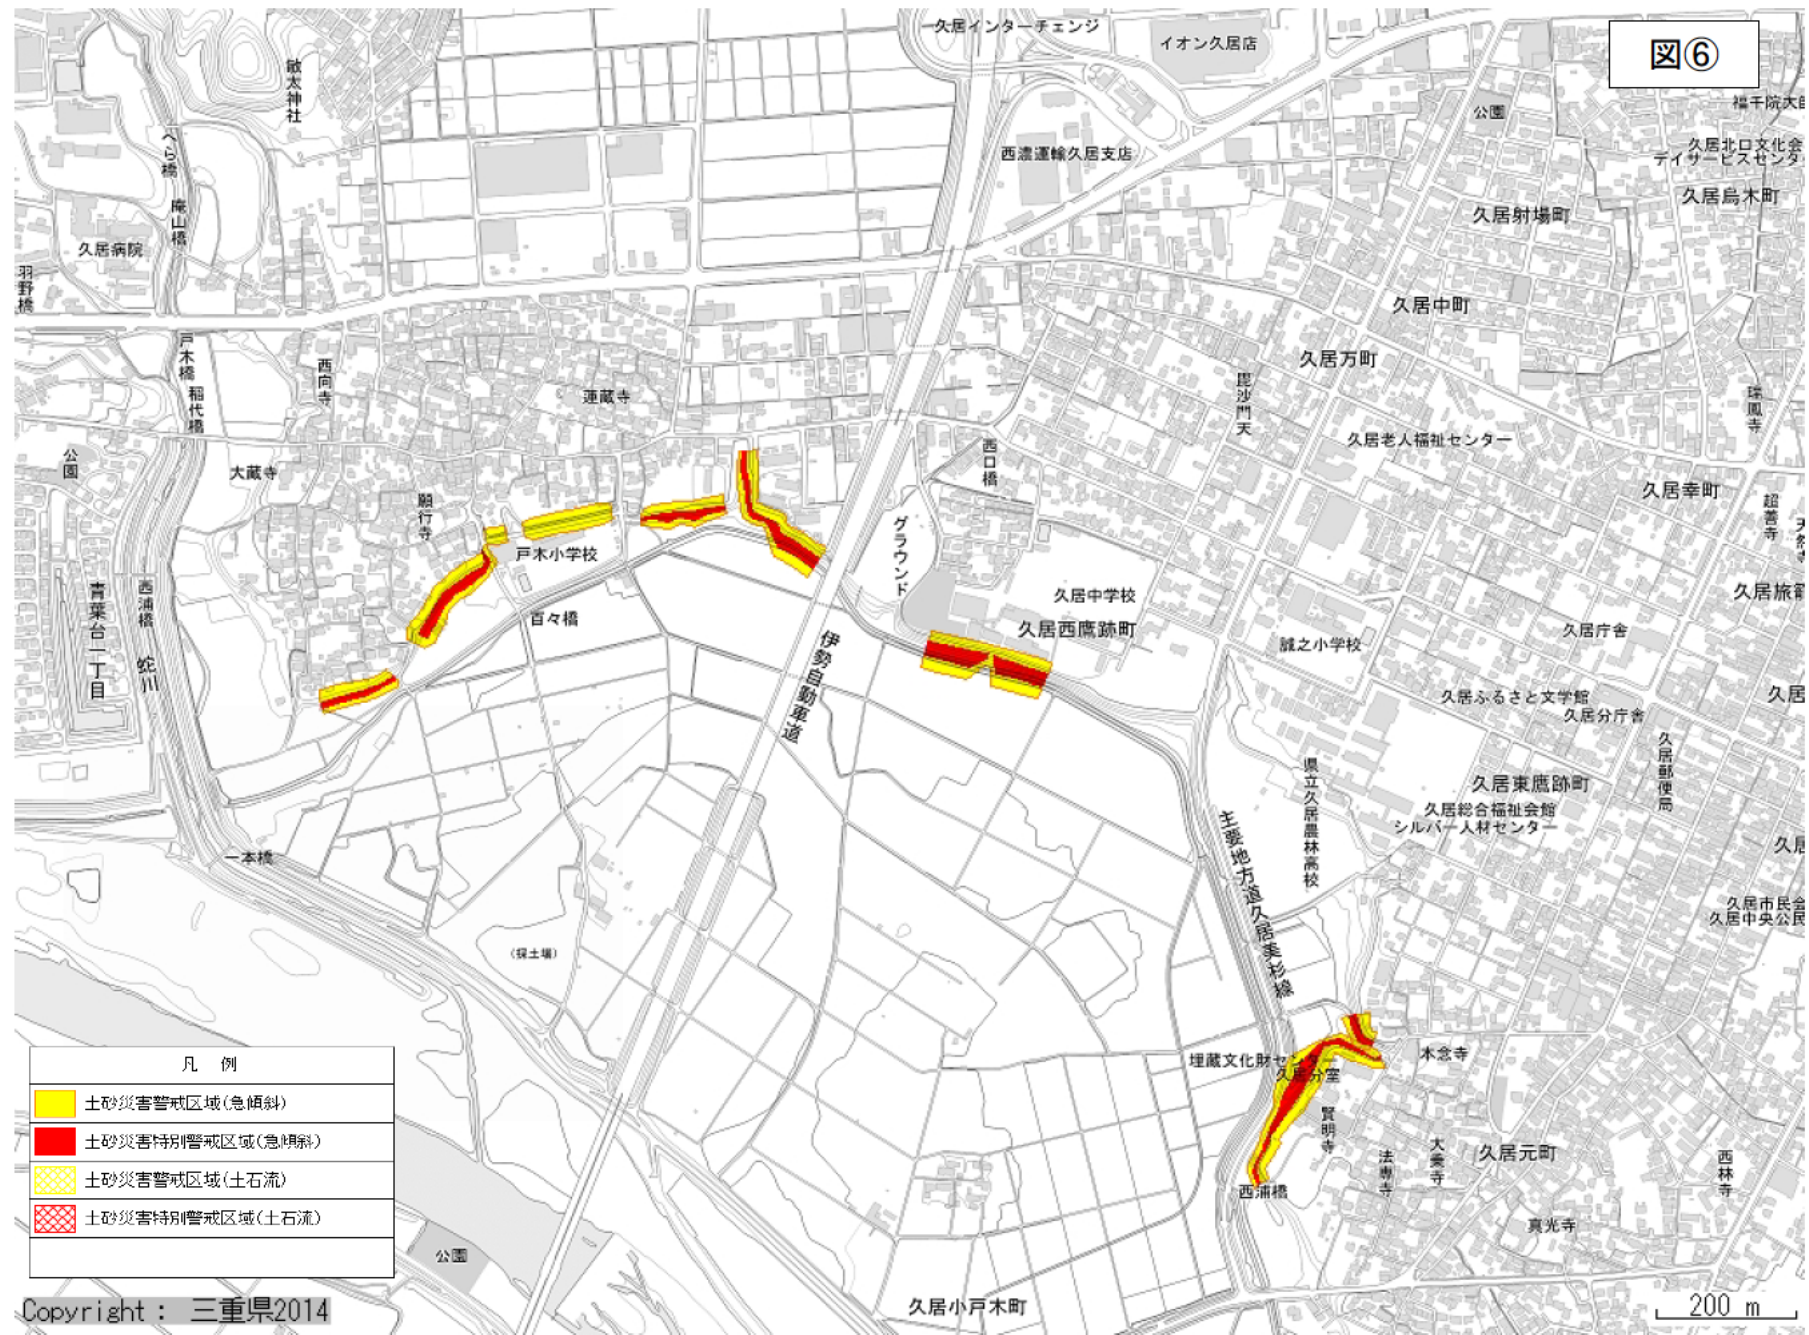 図⑥
久居インターチェンジ
イオン久居店
敏太神社
公園
西濃運輸久居支店
へら橋
久居北口文化会
デイサービスセンタ
久居烏木町
久居射場町
庵山橋
久居病院
羽野橋
久居中町
戸木橋
西向寺
久居万町
毘沙門天
蓮蔵寺
稲代橋
瑞鳳寺
久居老人福祉センター
西口橋
公園
大蔵寺
久居幸町
願行寺
超善寺
グラウンド
戸木小学校
青葉台一丁目
西浦橋
久居中学校
久居旅籠
百々橋
久居西鷹跡町
久居庁舎
誠之小学校
伊勢自動車道
蛇川
久居ふるさと文学館
久居
久居分庁舎
久居郵便局
県立久居農林高校
久居東鷹跡町
久居総合福祉会館
シルバー人材センター
主要地方道久居美杉線
久居
一本橋
久居市民会
久居中央公民
(採土場)
本念寺
埋蔵文化財センター
久居分室
賢明寺
大乗寺
法専寺
久居元町
西林寺
西浦橋
真光寺
凡 例
土砂災害警戒区域(急傾斜)
土砂災害特別警戒区域(急傾斜)
土砂災害警戒区域(土石流)
土砂災害特別警戒区域(土石流)
公園
久居小戸木町
Copyright : 三重県2014
200 m